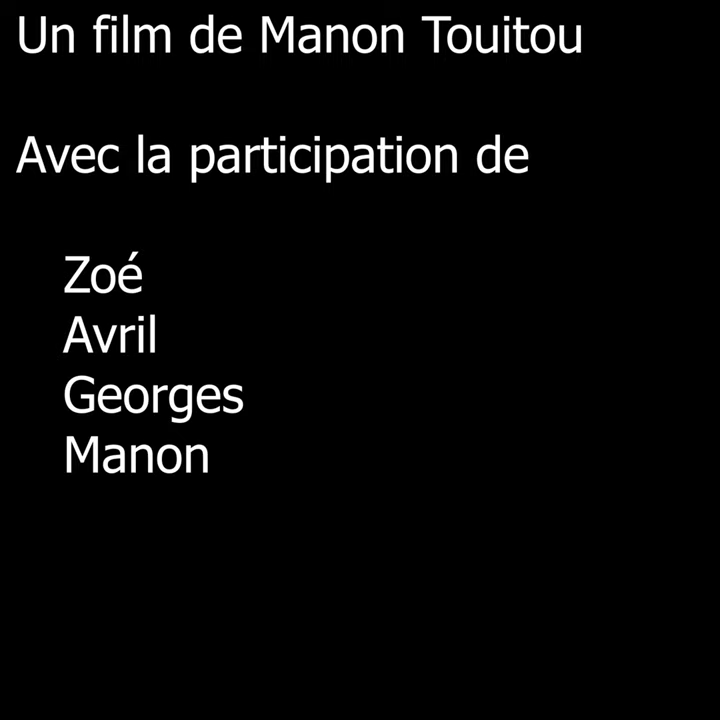 Un film de Manon Touitou
Avec la participation de
Zoé
Avril
Georges
Manon